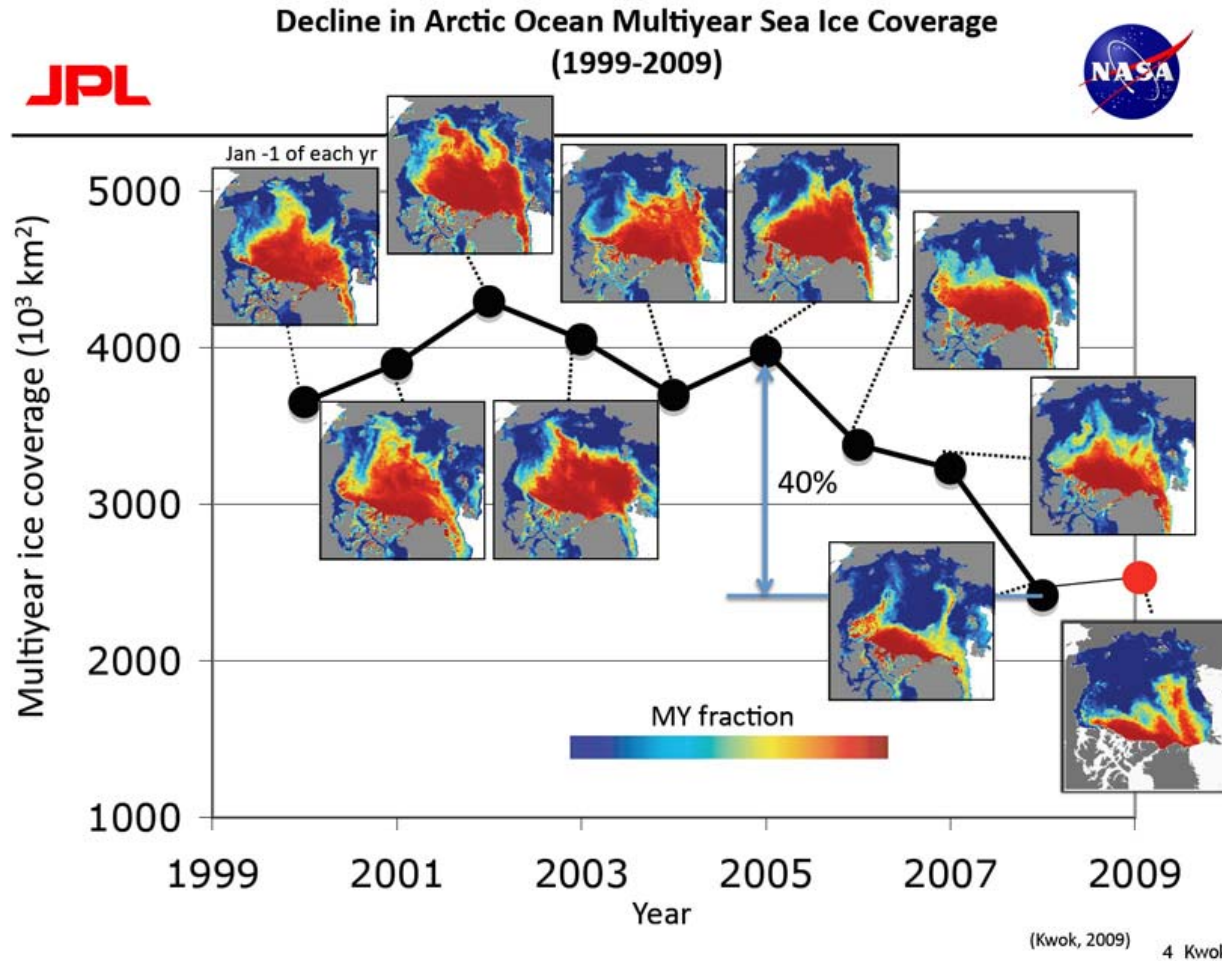 Decline in Arctic Ocean Multiyear Sea Ice Coverage
(1999-2009)
JPL
NASA
Jan -1 of each yr
Multiyear ice coverage (10³ km²)
5000
4000
3000
2000
1000
40%
MY fraction
1999
2001
2003
2005
2007
2009
Year
(Kwok, 2009)
4 Kwok